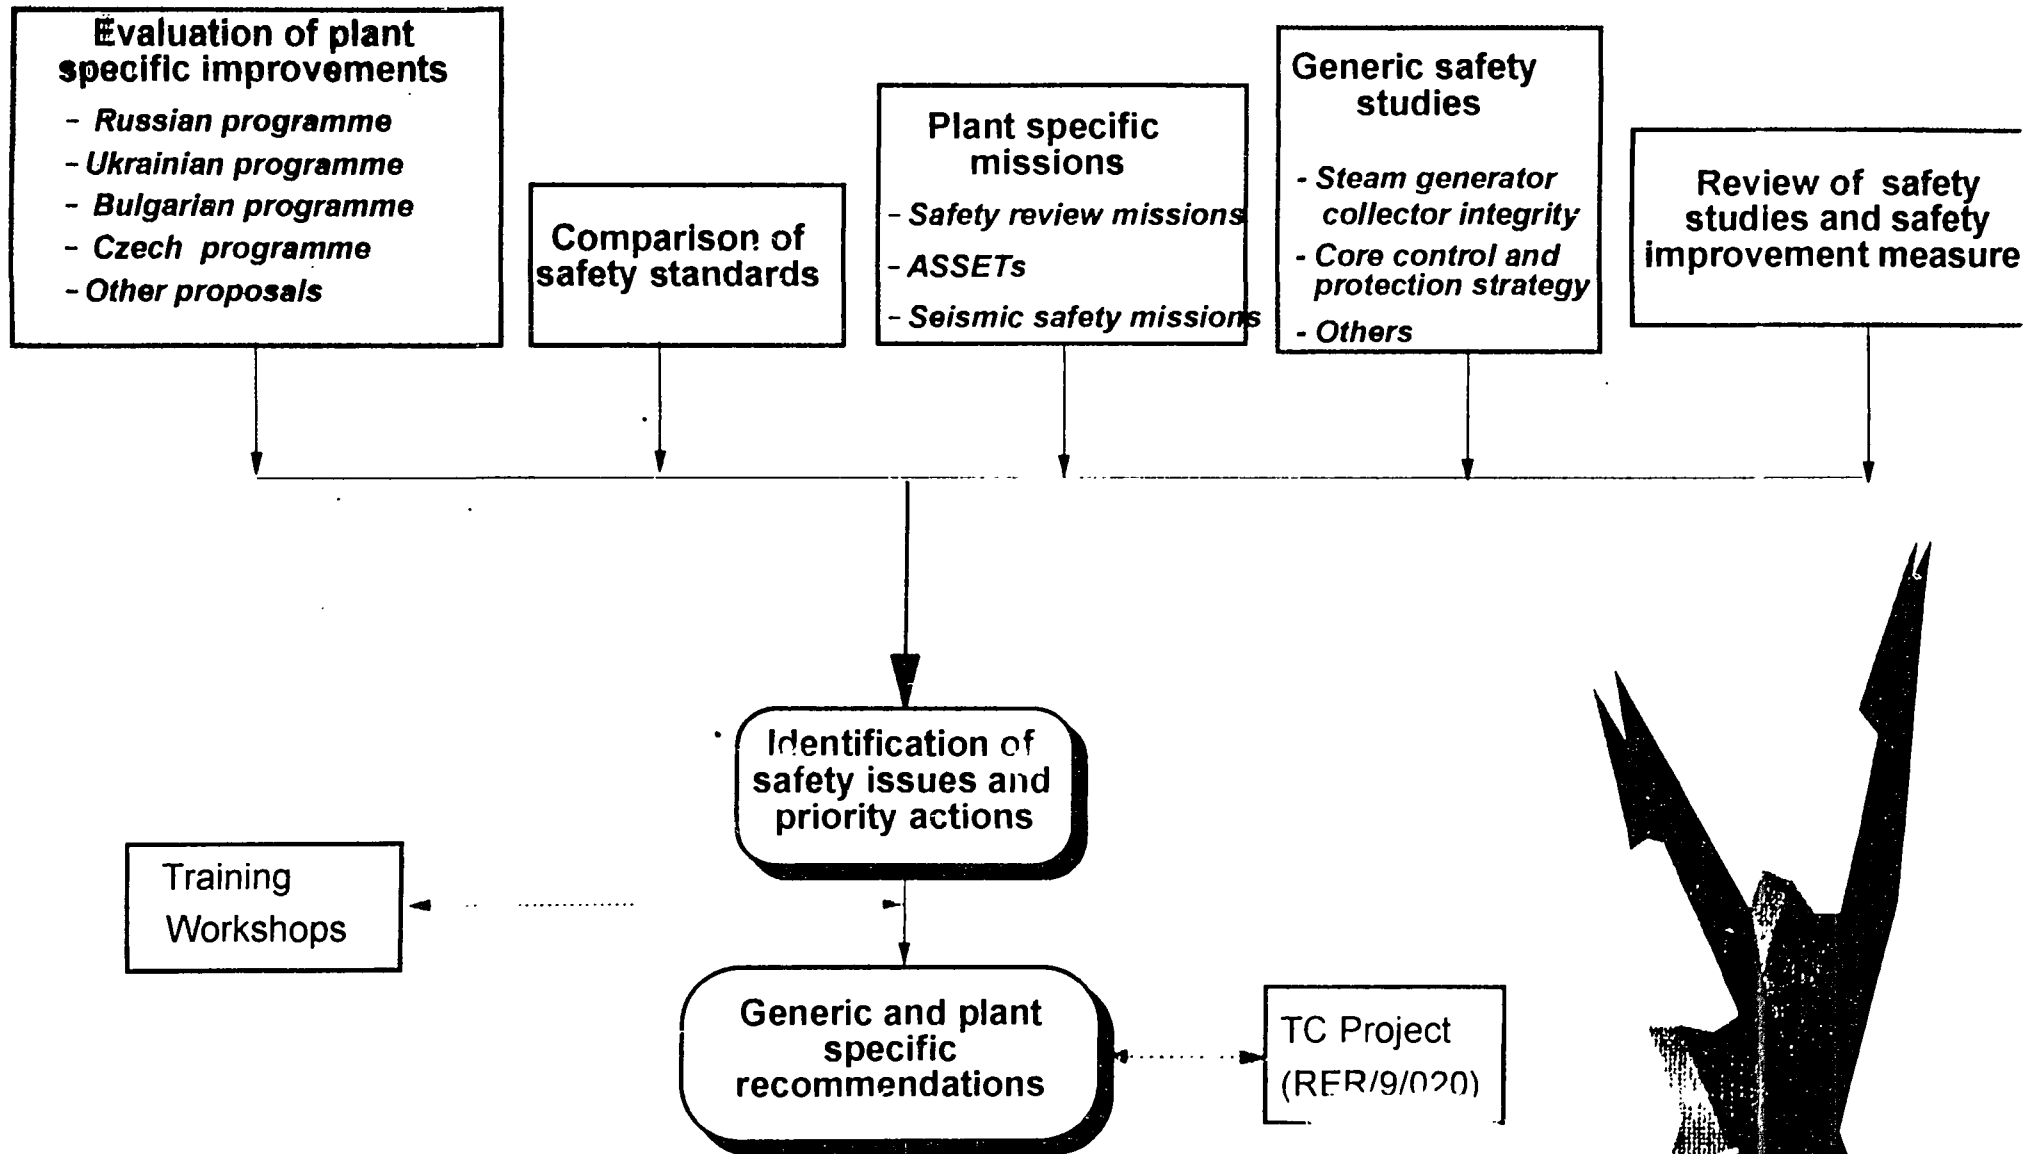 Evaluation of plant
specific improvements
- Russian programme
- Ukrainian programme
- Bulgarian programme
- Czech programme
- Other proposals
Comparison of
safety standards
Plant specific
missions
- Safety review missions
- ASSETs
- Seismic safety missions
Generic safety
studies
- Steam generator
collector integrity
- Core control and
protection strategy
- Others
Review of safety
studies and safety
improvement measure
Identification of
safety issues and
priority actions
Training
Workshops
Generic and plant
specific
recommendations
TC Project
(RER/9/020)